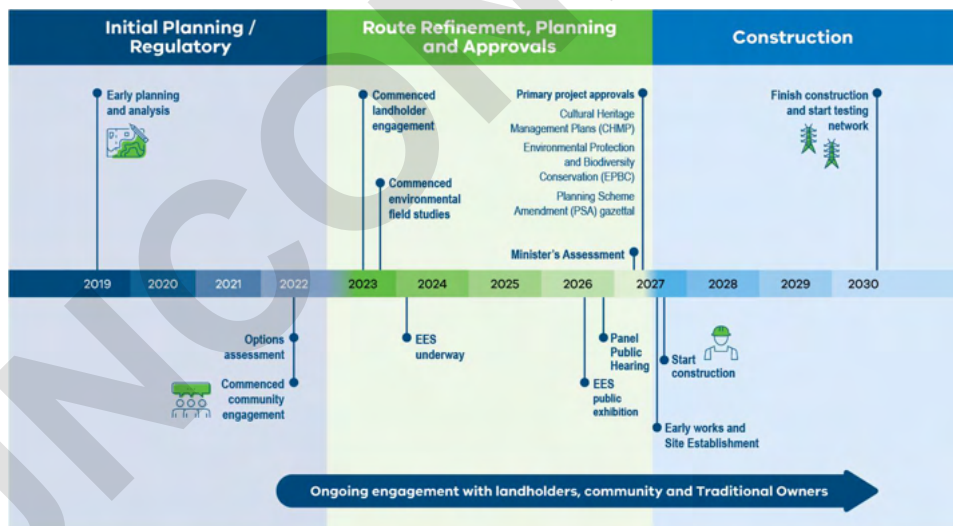 Initial Planning /
Regulatory
Route Refinement, Planning
and Approvals
Construction
Early planning
and analysis
Commenced
landholder
engagement
Commenced
environmental
field studies
Primary project approvals
Cultural Heritage
Management Plans (CHMP)
Environmental Protection
and Biodiversity
Conservation (EPBC)
Planning Scheme
Amendment (PSA) gazettal
Minister's Assessment
Finish construction
and start testing
network
2019 2020 2021 2022 2023 2024 2025 2026 2027 2028 2029 2030
Options
assessment
Commenced
community
engagement
EES
underway
EES
public
exhibition
Panel
Public
Hearing
Start
construction
Early works and
Site Establishment
Ongoing engagement with landholders, community and Traditional Owners